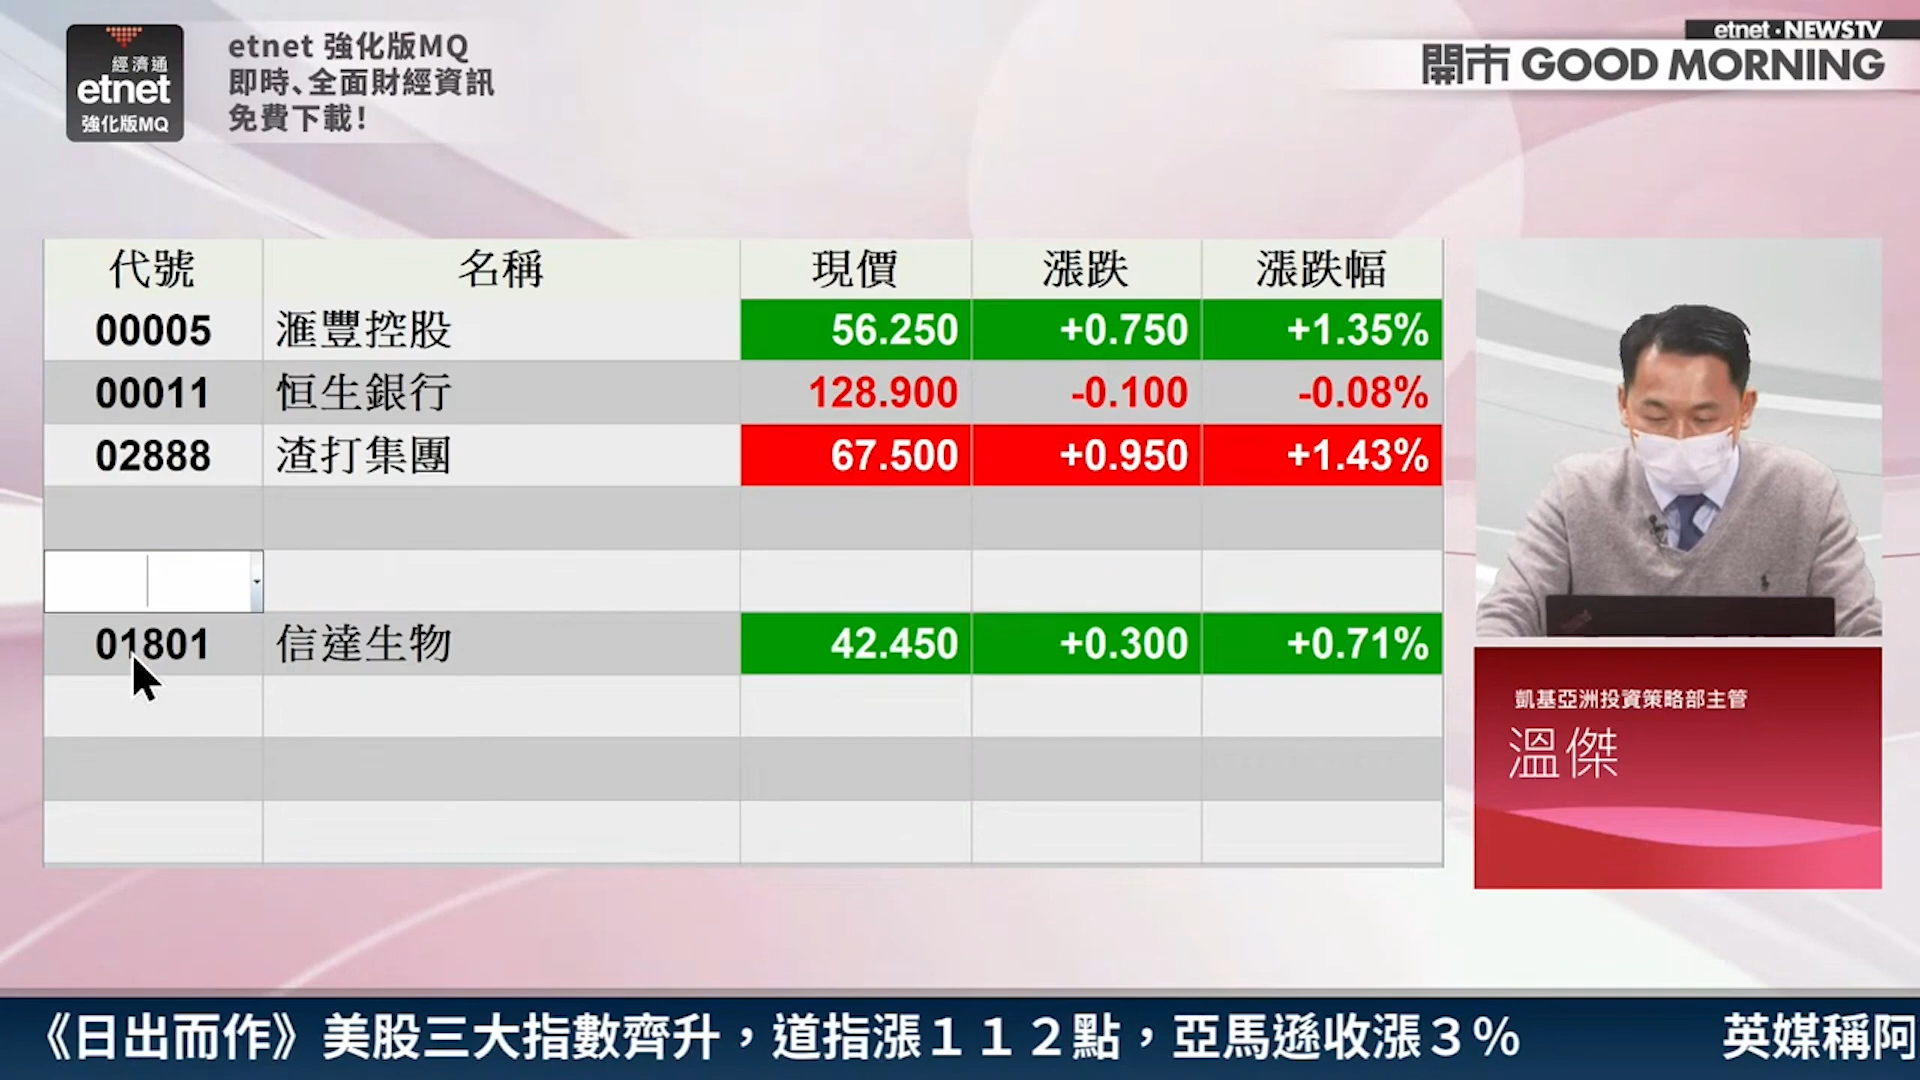 經濟通
etnet
強化版MQ
etnet 強化版MQ
即時、全面財經資訊
免費下載！
etnet·NEWSTV
開市 GOOD MORNING
代號 名稱 現價 漲跌 漲跌幅
00005 滙豐控股 56.250 +0.750 +1.35%
00011 恒生銀行 128.900 -0.100 -0.08%
02888 渣打集團 67.500 +0.950 +1.43%
01801 信達生物 42.450 +0.300 +0.71%
凱基亞洲投資策略部主管
溫傑
《日出而作》美股三大指數齊升，道指漲１１２點，亞馬遜收漲３％ 英媒稱阿